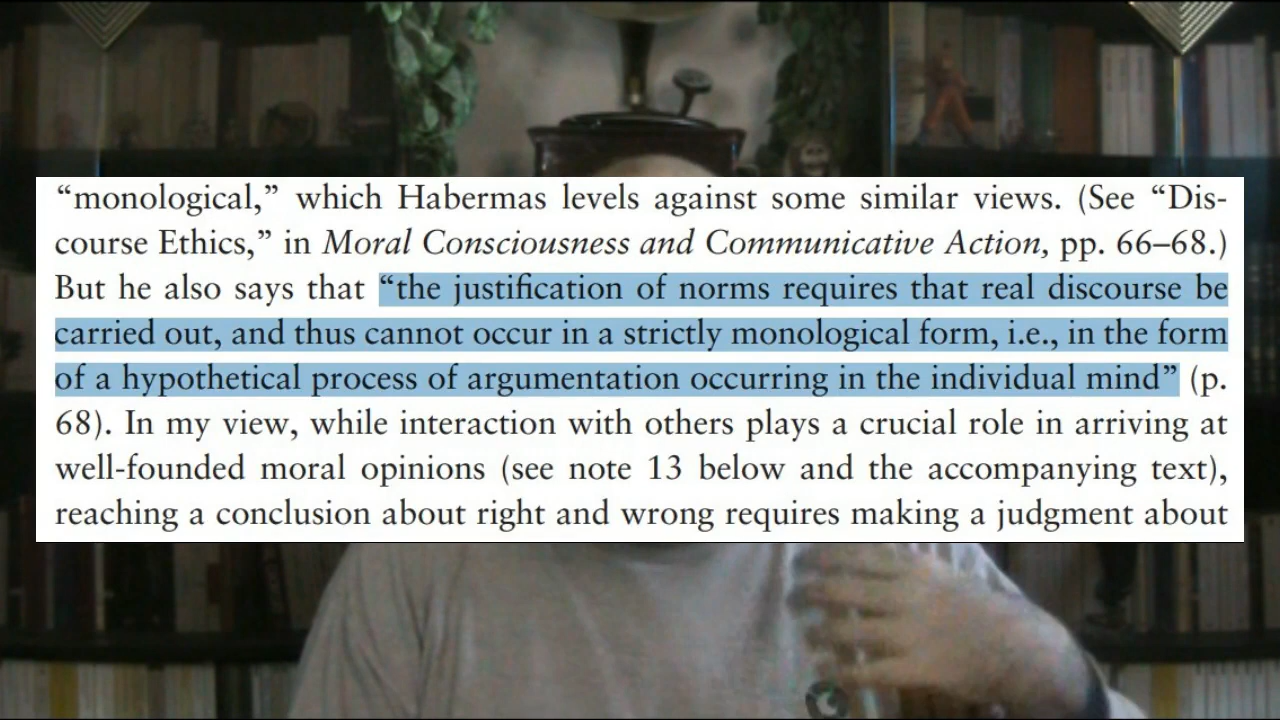 “monological,” which Habermas levels against some similar views. (See “Dis-
course Ethics,” in Moral Consciousness and Communicative Action, pp. 66–68.)
But he also says that “the justification of norms requires that real discourse be
carried out, and thus cannot occur in a strictly monological form, i.e., in the form
of a hypothetical process of argumentation occurring in the individual mind” (p.
68). In my view, while interaction with others plays a crucial role in arriving at
well-founded moral opinions (see note 13 below and the accompanying text),
reaching a conclusion about right and wrong requires making a judgment about